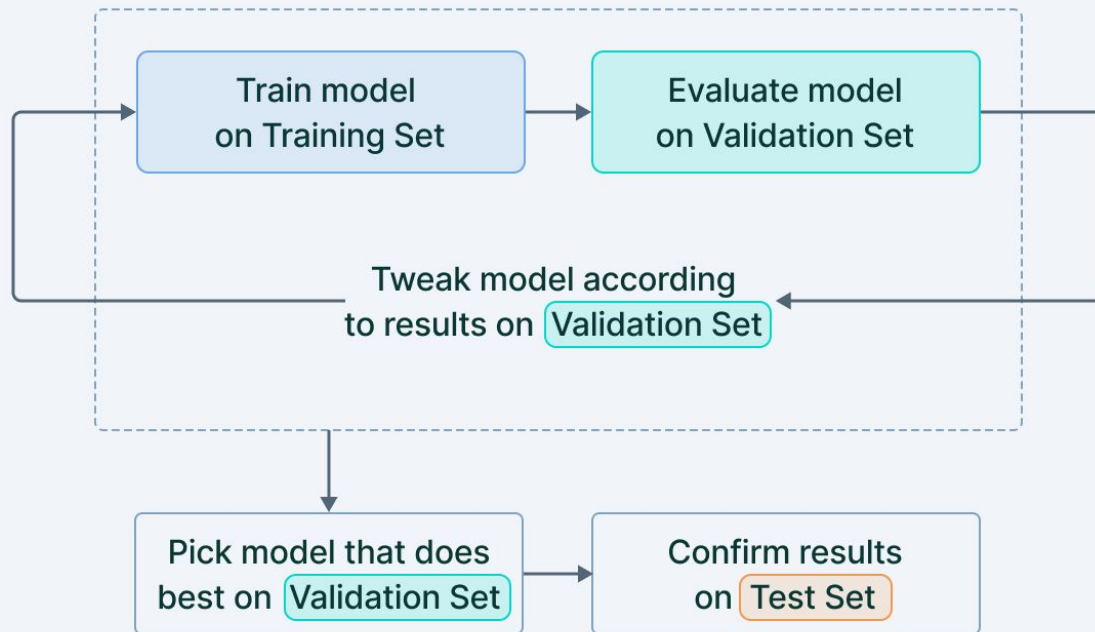 Train model
on Training Set
Evaluate model
on Validation Set
Tweak model according
to results on Validation Set
Pick model that does
best on Validation Set
Confirm results
on Test Set